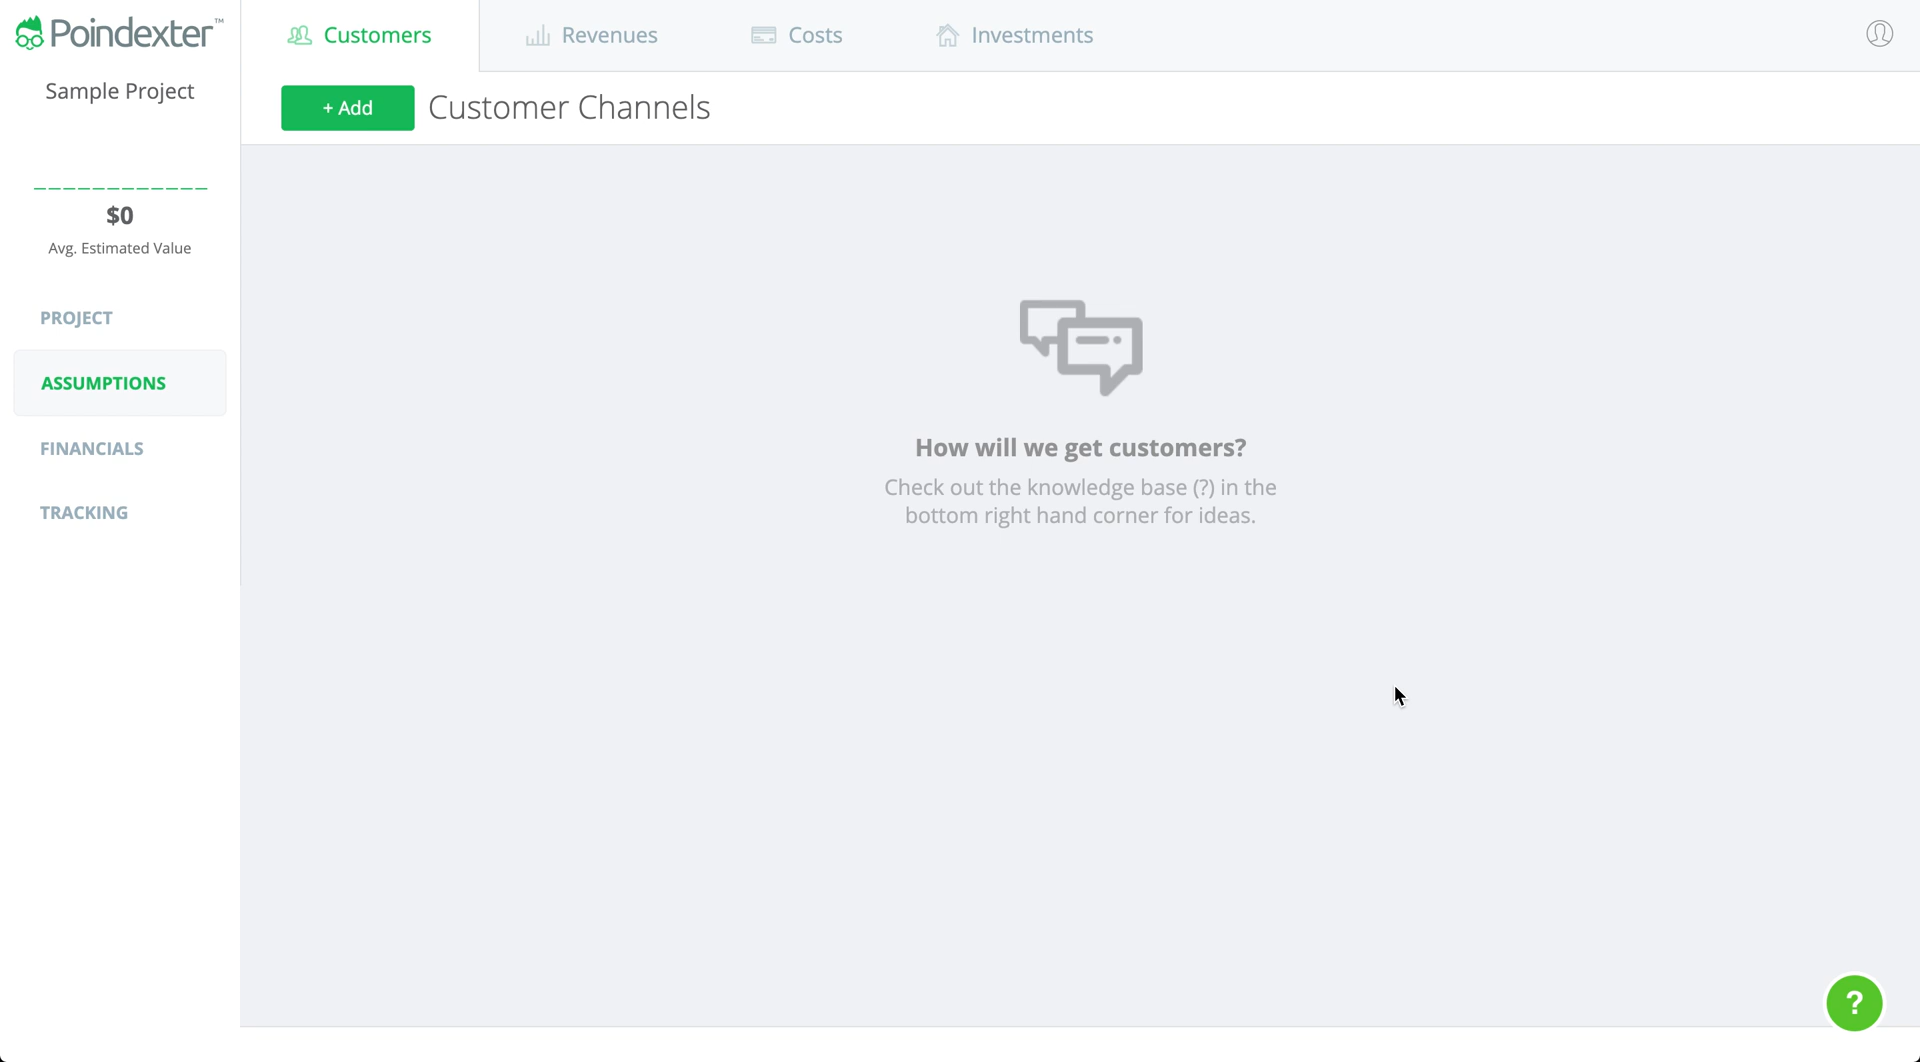 Poindexter™
Sample Project
$0
Avg. Estimated Value
PROJECT
ASSUMPTIONS
FINANCIALS
TRACKING
Customers
Revenues
Costs
Investments
+ Add
Customer Channels
How will we get customers?
Check out the knowledge base (?) in the
bottom right hand corner for ideas.
?